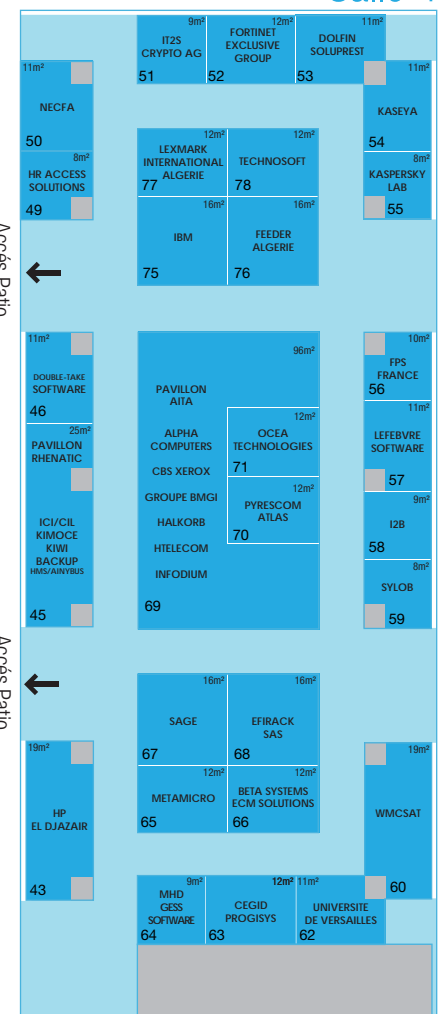 9m²
IT2S
CRYPTO AG
51
12m²
FORTINET
EXCLUSIVE
GROUP
52
11m²
DOLFIN
SOLUPREST
53
11m²
NECFA
50
8m²
HR ACCESS
SOLUTIONS
49
11m²
KASEYA
54
8m²
KASPERSKY
LAB
55
12m²
LEXMARK
INTERNATIONAL
ALGERIE
77
12m²
TECHNOSOFT
78
16m²
IBM
75
16m²
FEEDER
ALGERIE
76
Accés Patio
11m²
DOUBLE-TAKE
SOFTWARE
46
25m²
PAVILLON
RHENATIC
ICI/CIL
KIMOCE
KIWI
BACKUP
HMS/AINYBUS
45
96m²
PAVILLON
AITA
ALPHA
COMPUTERS
CBS XEROX
GROUPE BMGI
HALKORB
HTELECOM
INFODIUM
69
12m²
OCEA
TECHNOLOGIES
71
12m²
PYRESCOM
ATLAS
70
10m²
FPS
FRANCE
56
11m²
LEFEBVRE
SOFTWARE
57
9m²
I2B
58
8m²
SYLOB
59
Accés Patio
16m²
SAGE
67
16m²
EFIRACK
SAS
68
12m²
METAMICRO
65
12m²
BETA SYSTEMS
ECM SOLUTIONS
66
19m²
HP
EL DJAZAIR
43
19m²
WMCSAT
60
9m²
MHD
GESS
SOFTWARE
64
12m²
CEGID
PROGISYS
63
11m²
UNIVERSITE
DE VERSAILLES
62